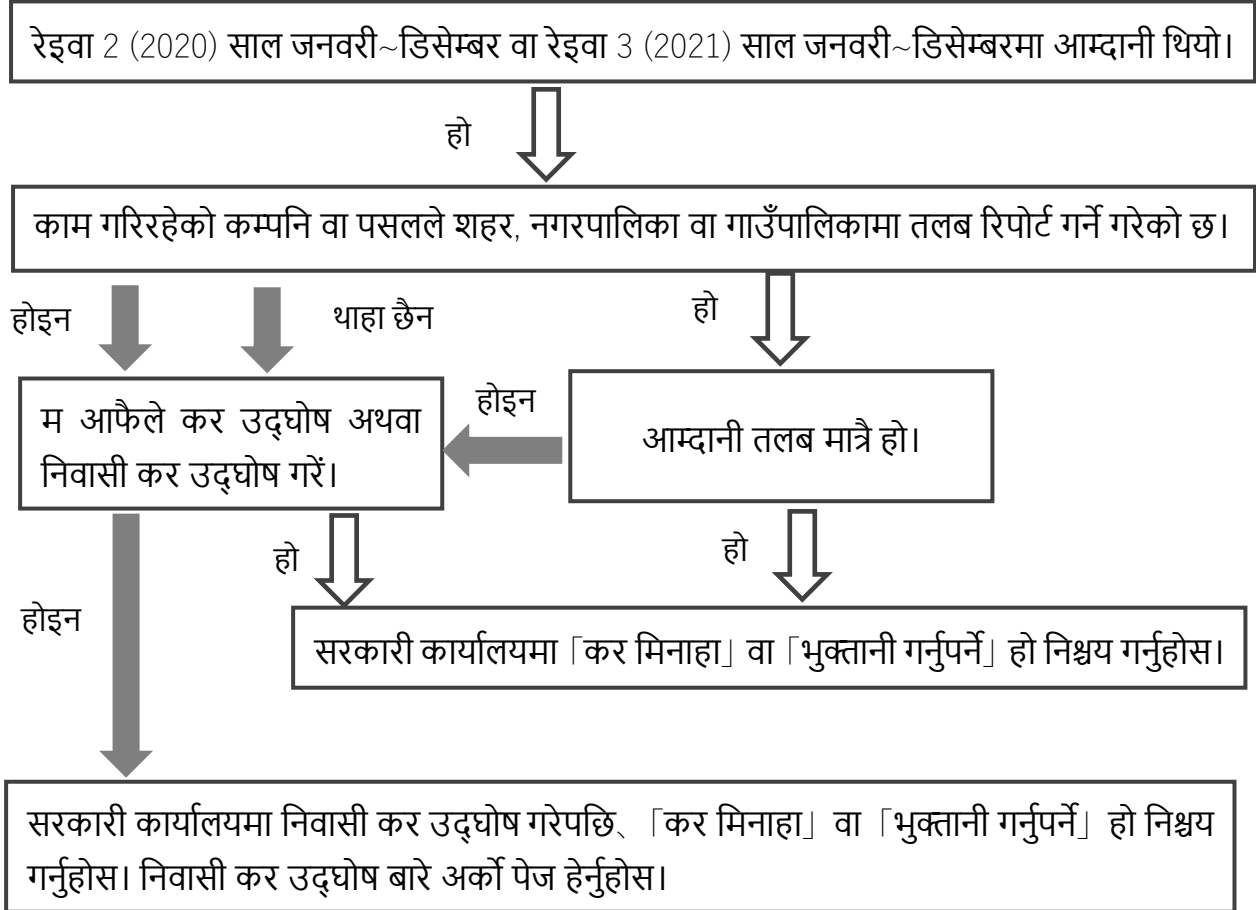 रेइवा 2 (2020) साल जनवरी~डिसेम्बर वा रेइवा 3 (2021) साल जनवरी~डिसेम्बरमा आम्दानी थियो।
हो
काम गरिरहेको कम्पनि वा पसलले शहर, नगरपालिका वा गाउँपालिकामा तलब रिपोर्ट गर्ने गरेको छ।
होइन
थाहा छैन
हो
म आफैले कर उद्‌घोष अथवा
निवासी कर उद्‌घोष गरें।
होइन
आम्दानी तलब मात्रै हो।
हो
हो
होइन
सरकारी कार्यालयमा「कर मिनाहा」वा「भुक्तानी गर्नुपर्ने」हो निश्चय गर्नुहोस।
सरकारी कार्यालयमा निवासी कर उद्‌घोष गरेपछि、「कर मिनाहा」वा「भुक्तानी गर्नुपर्ने」हो निश्चय
गर्नुहोस। निवासी कर उद्‌घोष बारे अर्को पेज हेर्नुहोस।